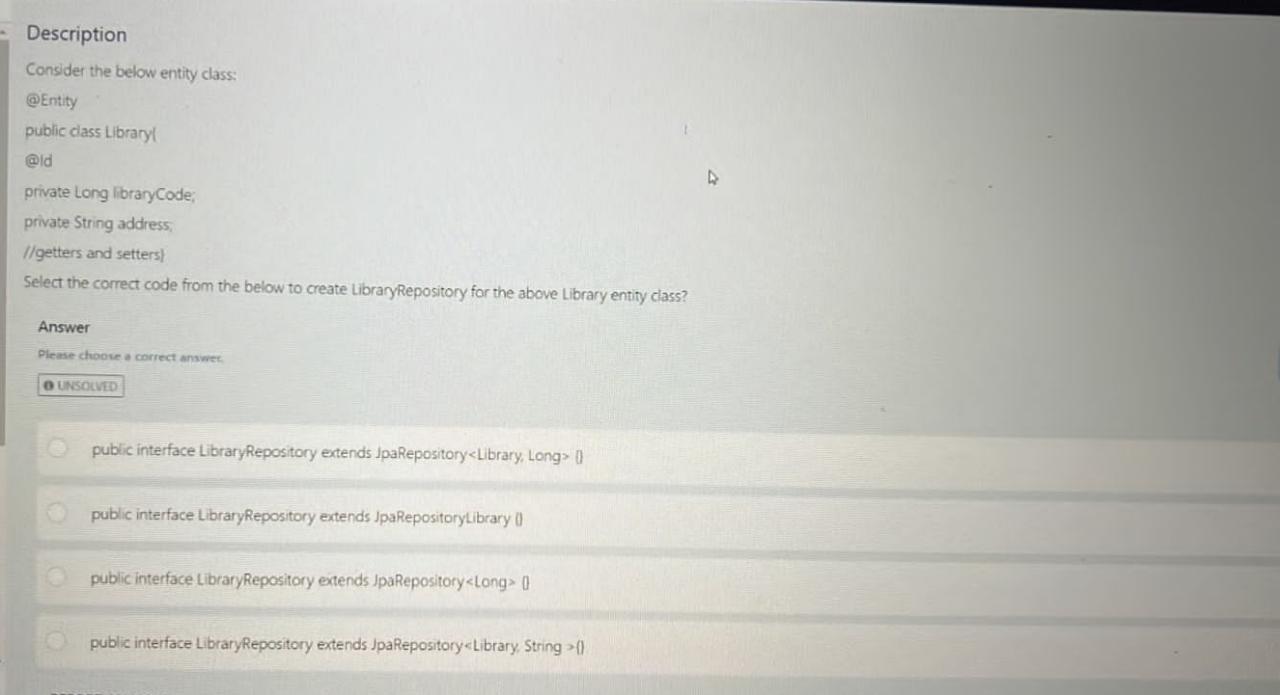 Description
Consider the below entity class:
@Entity
public class Library{
@Id
private Long libraryCode;
private String address;
//getters and setters}
Select the correct code from the below to create LibraryRepository for the above Library entity class?
Answer
Please choose a correct answer.
UNSOLVED
public interface LibraryRepository extends JpaRepository<Library, Long> {}
public interface LibraryRepository extends JpaRepositoryLibrary {}
public interface LibraryRepository extends JpaRepository<Long> {}
public interface LibraryRepository extends JpaRepository<Library, String >{}